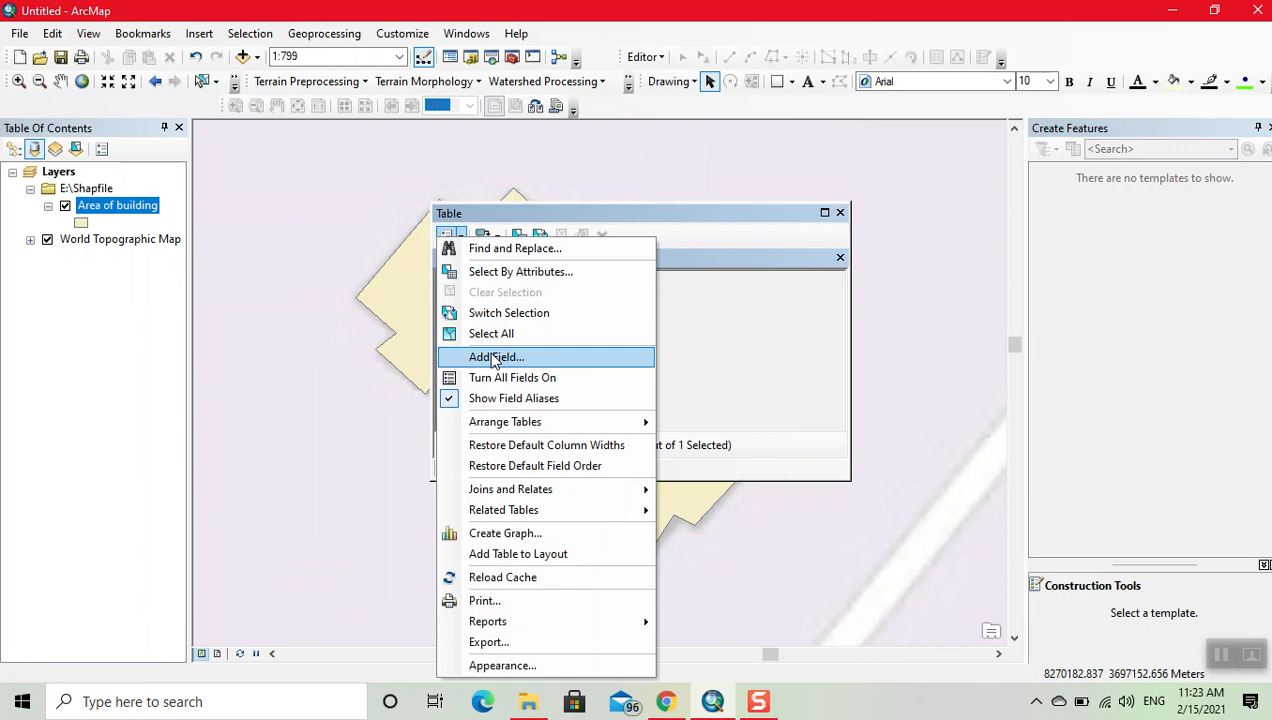 Untitled - ArcMap
File Edit View Bookmarks Insert Selection Geoprocessing Customize Windows Help
1:799 Editor
Terrain Preprocessing Terrain Morphology Watershed Processing Drawing Arial 10 B I U A
Table Of Contents
Layers
E:\Shapfile
Area of building
World Topographic Map
Table
Find and Replace...
Select By Attributes...
Clear Selection
Switch Selection
Select All
Add Field...
Turn All Fields On
Show Field Aliases
Arrange Tables
Restore Default Column Widths
Restore Default Field Order
Joins and Relates
Related Tables
Create Graph...
Add Table to Layout
Reload Cache
Print...
Reports
Export...
Appearance...
of 1 Selected)
Create Features
<Search>
There are no templates to show.
Construction Tools
Select a template.
8270182.837 3697152.656 Meters
Type here to search
96
ENG
11:23 AM
2/15/2021